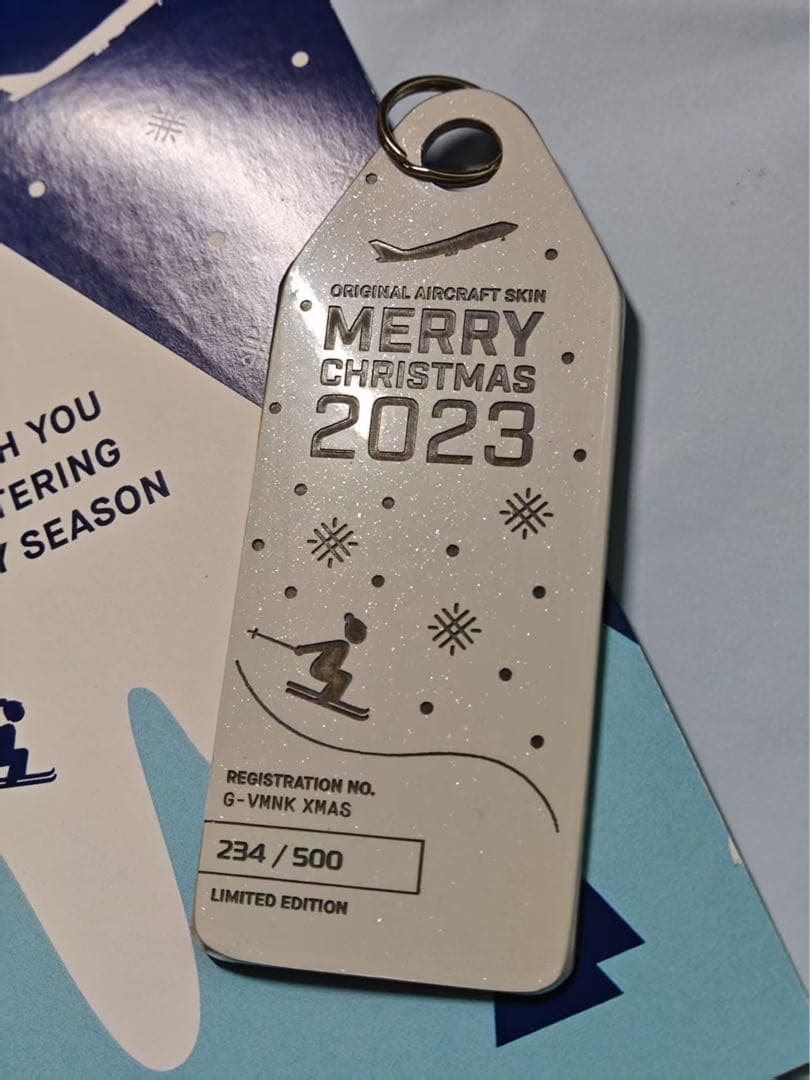 ORIGINAL AIRCRAFT SKIN
MERRY
CHRISTMAS
2023
REGISTRATION NO.
G-VMNK XMAS
234 / 500
LIMITED EDITION
H YOU
TERING
Y SEASON